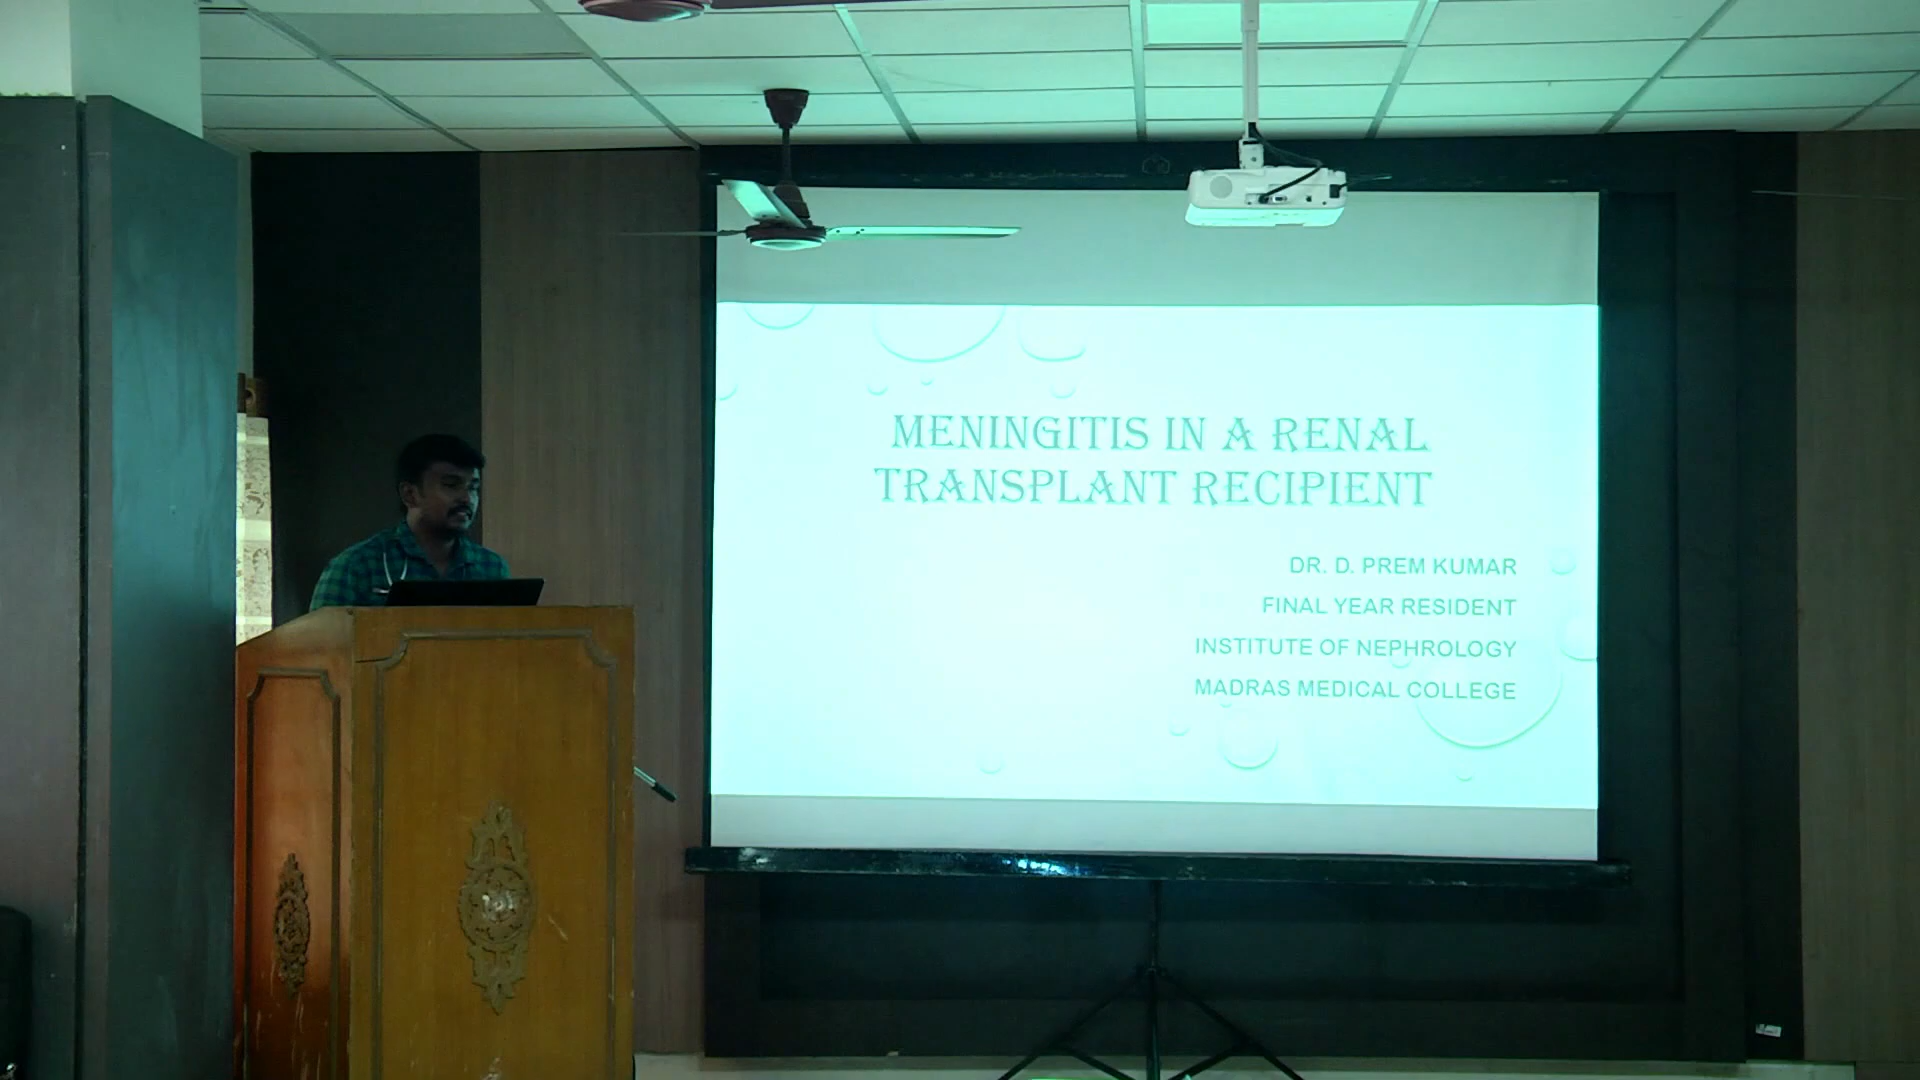 MENINGITIS IN A RENAL
TRANSPLANT RECIPIENT
DR. D. PREM KUMAR
FINAL YEAR RESIDENT
INSTITUTE OF NEPHROLOGY
MADRAS MEDICAL COLLEGE